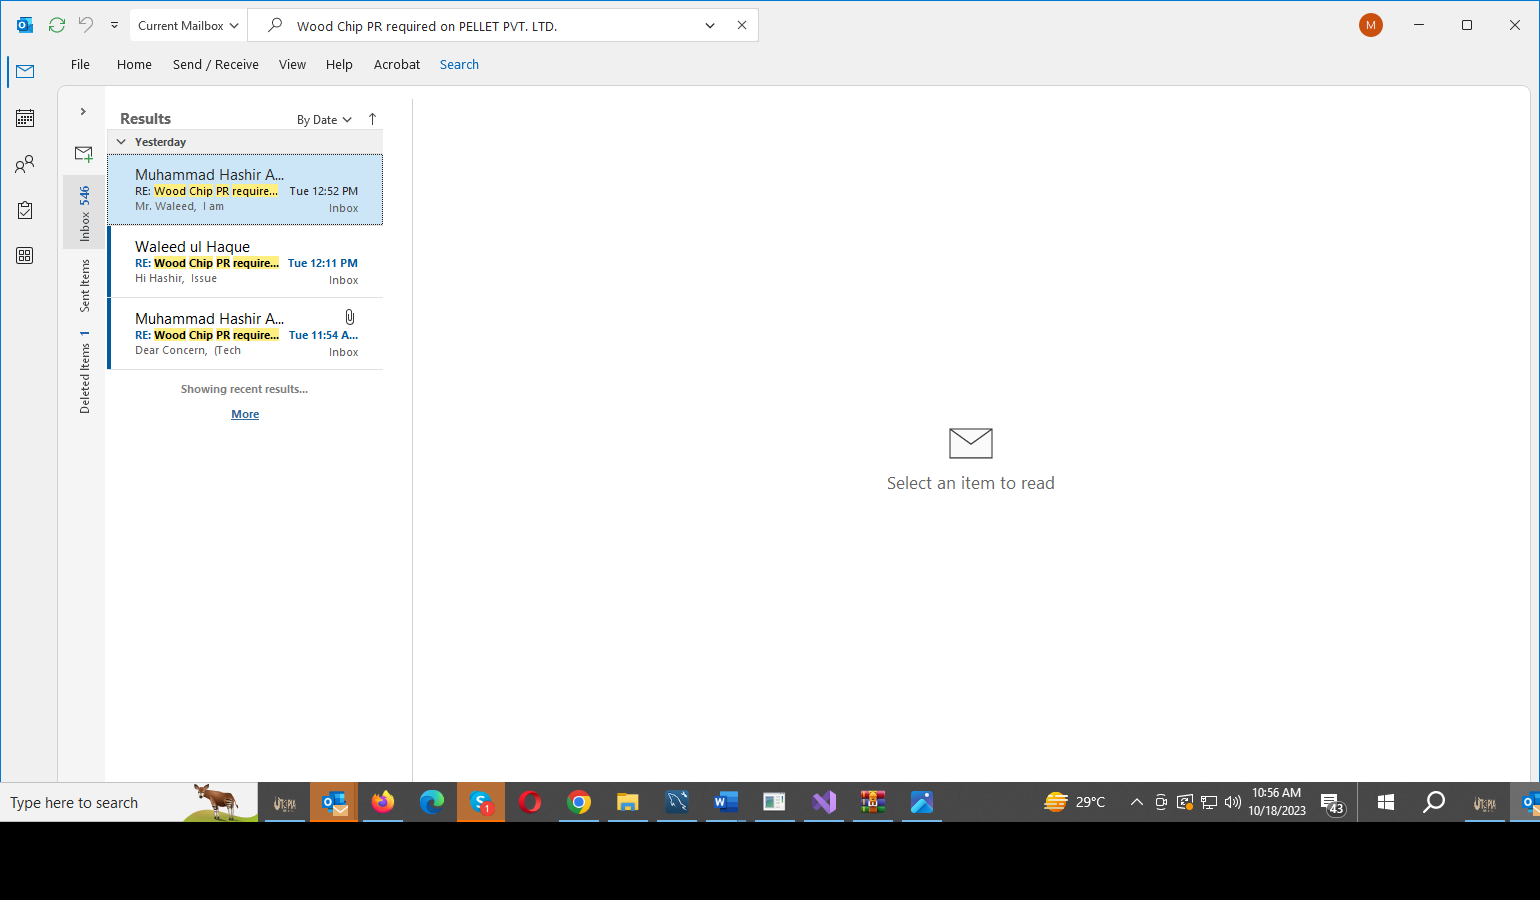 Current Mailbox
Wood Chip PR required on PELLET PVT. LTD.
M
File Home Send / Receive View Help Acrobat Search
Results By Date
Yesterday
Muhammad Hashir A...
RE: Wood Chip PR require... Tue 12:52 PM
Mr. Waleed, I am Inbox
Waleed ul Haque
RE: Wood Chip PR require... Tue 12:11 PM
Hi Hashir, Issue Inbox
Muhammad Hashir A...
RE: Wood Chip PR require... Tue 11:54 A...
Dear Concern, (Tech Inbox
Showing recent results...
More
Inbox 546
Sent Items
Deleted Items 1
Select an item to read
Type here to search
UTOPIA
1
29°C
10:56 AM
10/18/2023
43
UTOPIA